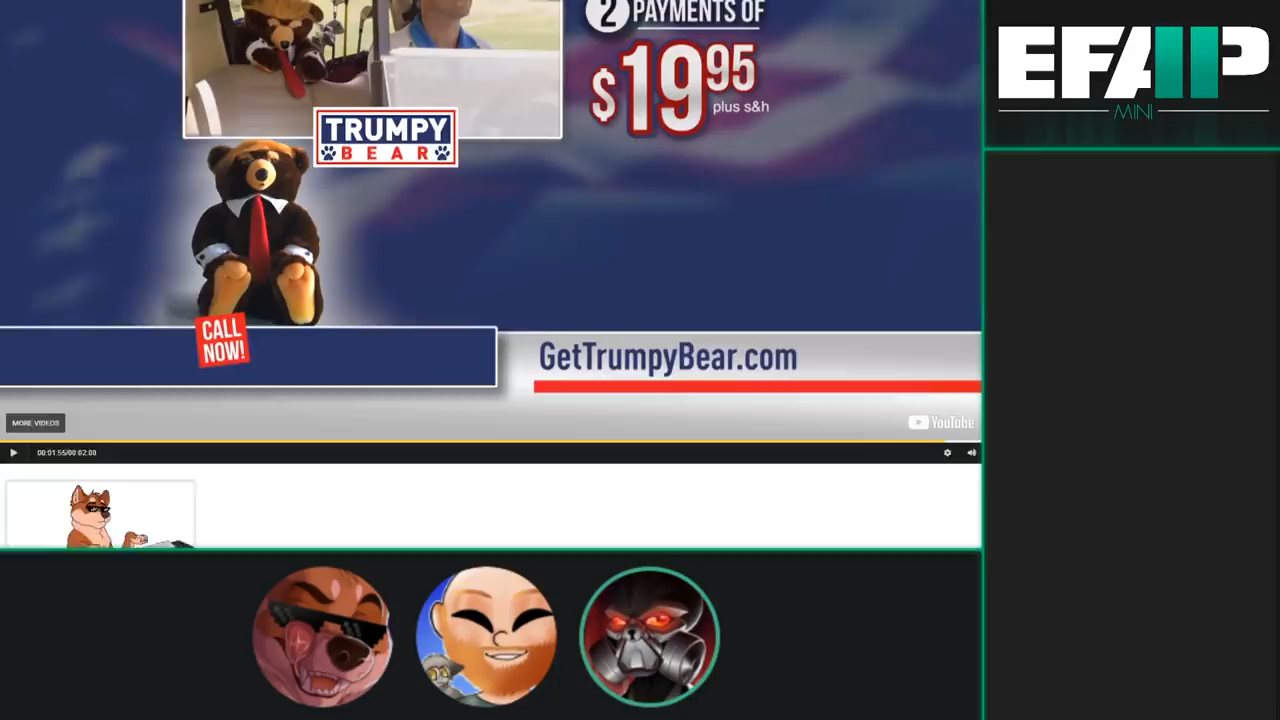 2 PAYMENTS OF
$19 95
plus s&h
TRUMPY
BEAR
CALL
NOW!
GetTrumpyBear.com
MORE VIDEOS
YouTube
00:01:55/00:02:00
EFAP
MINI